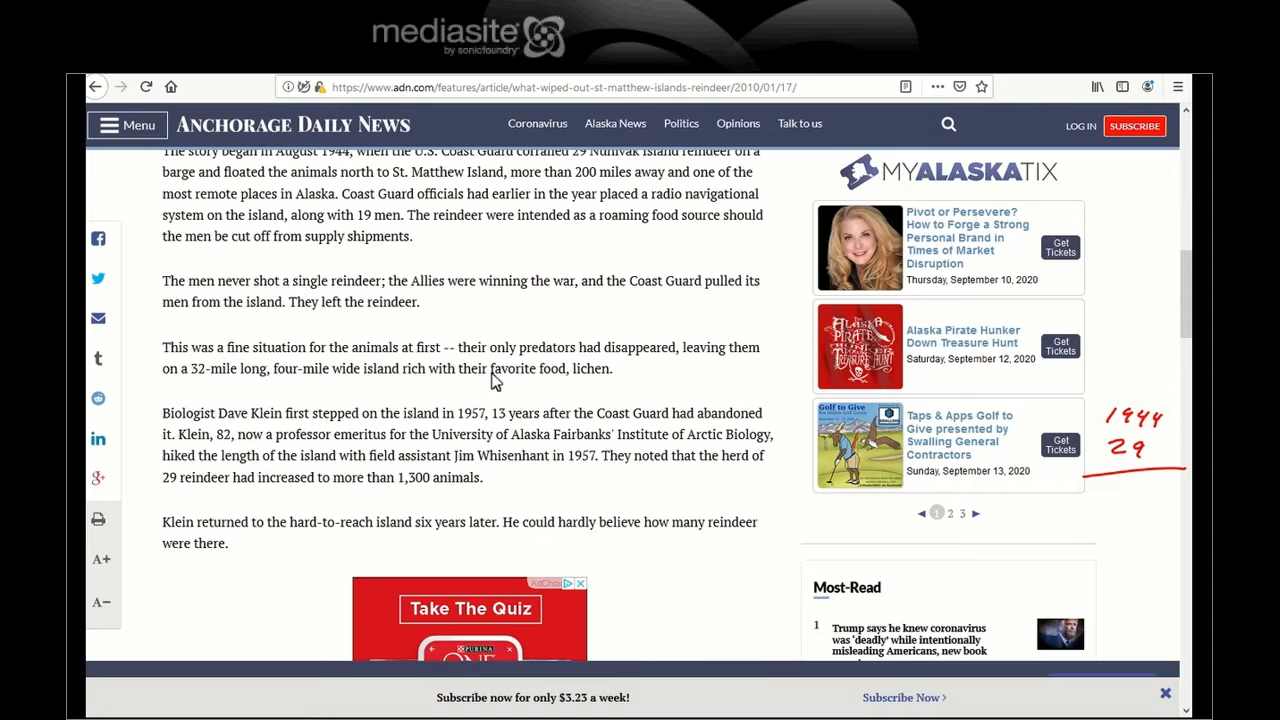 mediasite
by sonicfoundry
https://www.adn.com/features/article/what-wiped-out-st-matthew-islands-reindeer/2010/01/17/
Menu
ANCHORAGE DAILY NEWS
Coronavirus
Alaska News
Politics
Opinions
Talk to us
LOG IN
SUBSCRIBE
The story began in August 1944, when the U.S. Coast Guard corralled 29 Nunivak Island reindeer on a
barge and floated the animals north to St. Matthew Island, more than 200 miles away and one of the
most remote places in Alaska. Coast Guard officials had earlier in the year placed a radio navigational
system on the island, along with 19 men. The reindeer were intended as a roaming food source should
the men be cut off from supply shipments.
The men never shot a single reindeer; the Allies were winning the war, and the Coast Guard pulled its
men from the island. They left the reindeer.
This was a fine situation for the animals at first -- their only predators had disappeared, leaving them
on a 32-mile long, four-mile wide island rich with their favorite food, lichen.
Biologist Dave Klein first stepped on the island in 1957, 13 years after the Coast Guard had abandoned
it. Klein, 82, now a professor emeritus for the University of Alaska Fairbanks' Institute of Arctic Biology,
hiked the length of the island with field assistant Jim Whisenhant in 1957. They noted that the herd of
29 reindeer had increased to more than 1,300 animals.
Klein returned to the hard-to-reach island six years later. He could hardly believe how many reindeer
were there.
A+
A-
AdChoi
Take The Quiz
PURINA
ONE
MYALASKATIX
Pivot or Persevere?
How to Forge a Strong
Personal Brand in
Times of Market
Disruption
Thursday, September 10, 2020
Get
Tickets
ALASKA
PIRATE
HUNKER
DOWN
TREASURE HUNT
Alaska Pirate Hunker
Down Treasure Hunt
Saturday, September 12, 2020
Get
Tickets
Golf to Give
Taps & Apps Golf to
Give presented by
Swalling General
Contractors
Sunday, September 13, 2020
Get
Tickets
1 2 3
1944
29
Most-Read
1
Trump says he knew coronavirus
was 'deadly' while intentionally
misleading Americans, new book
Subscribe now for only $3.23 a week!
Subscribe Now >